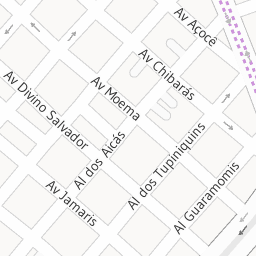 Av Açocê
Av Chibarás
Av Moema
Av Divino Salvador
Al dos Aicás
Al dos Tupiniquins
Al Guaramomis
Av Jamaris